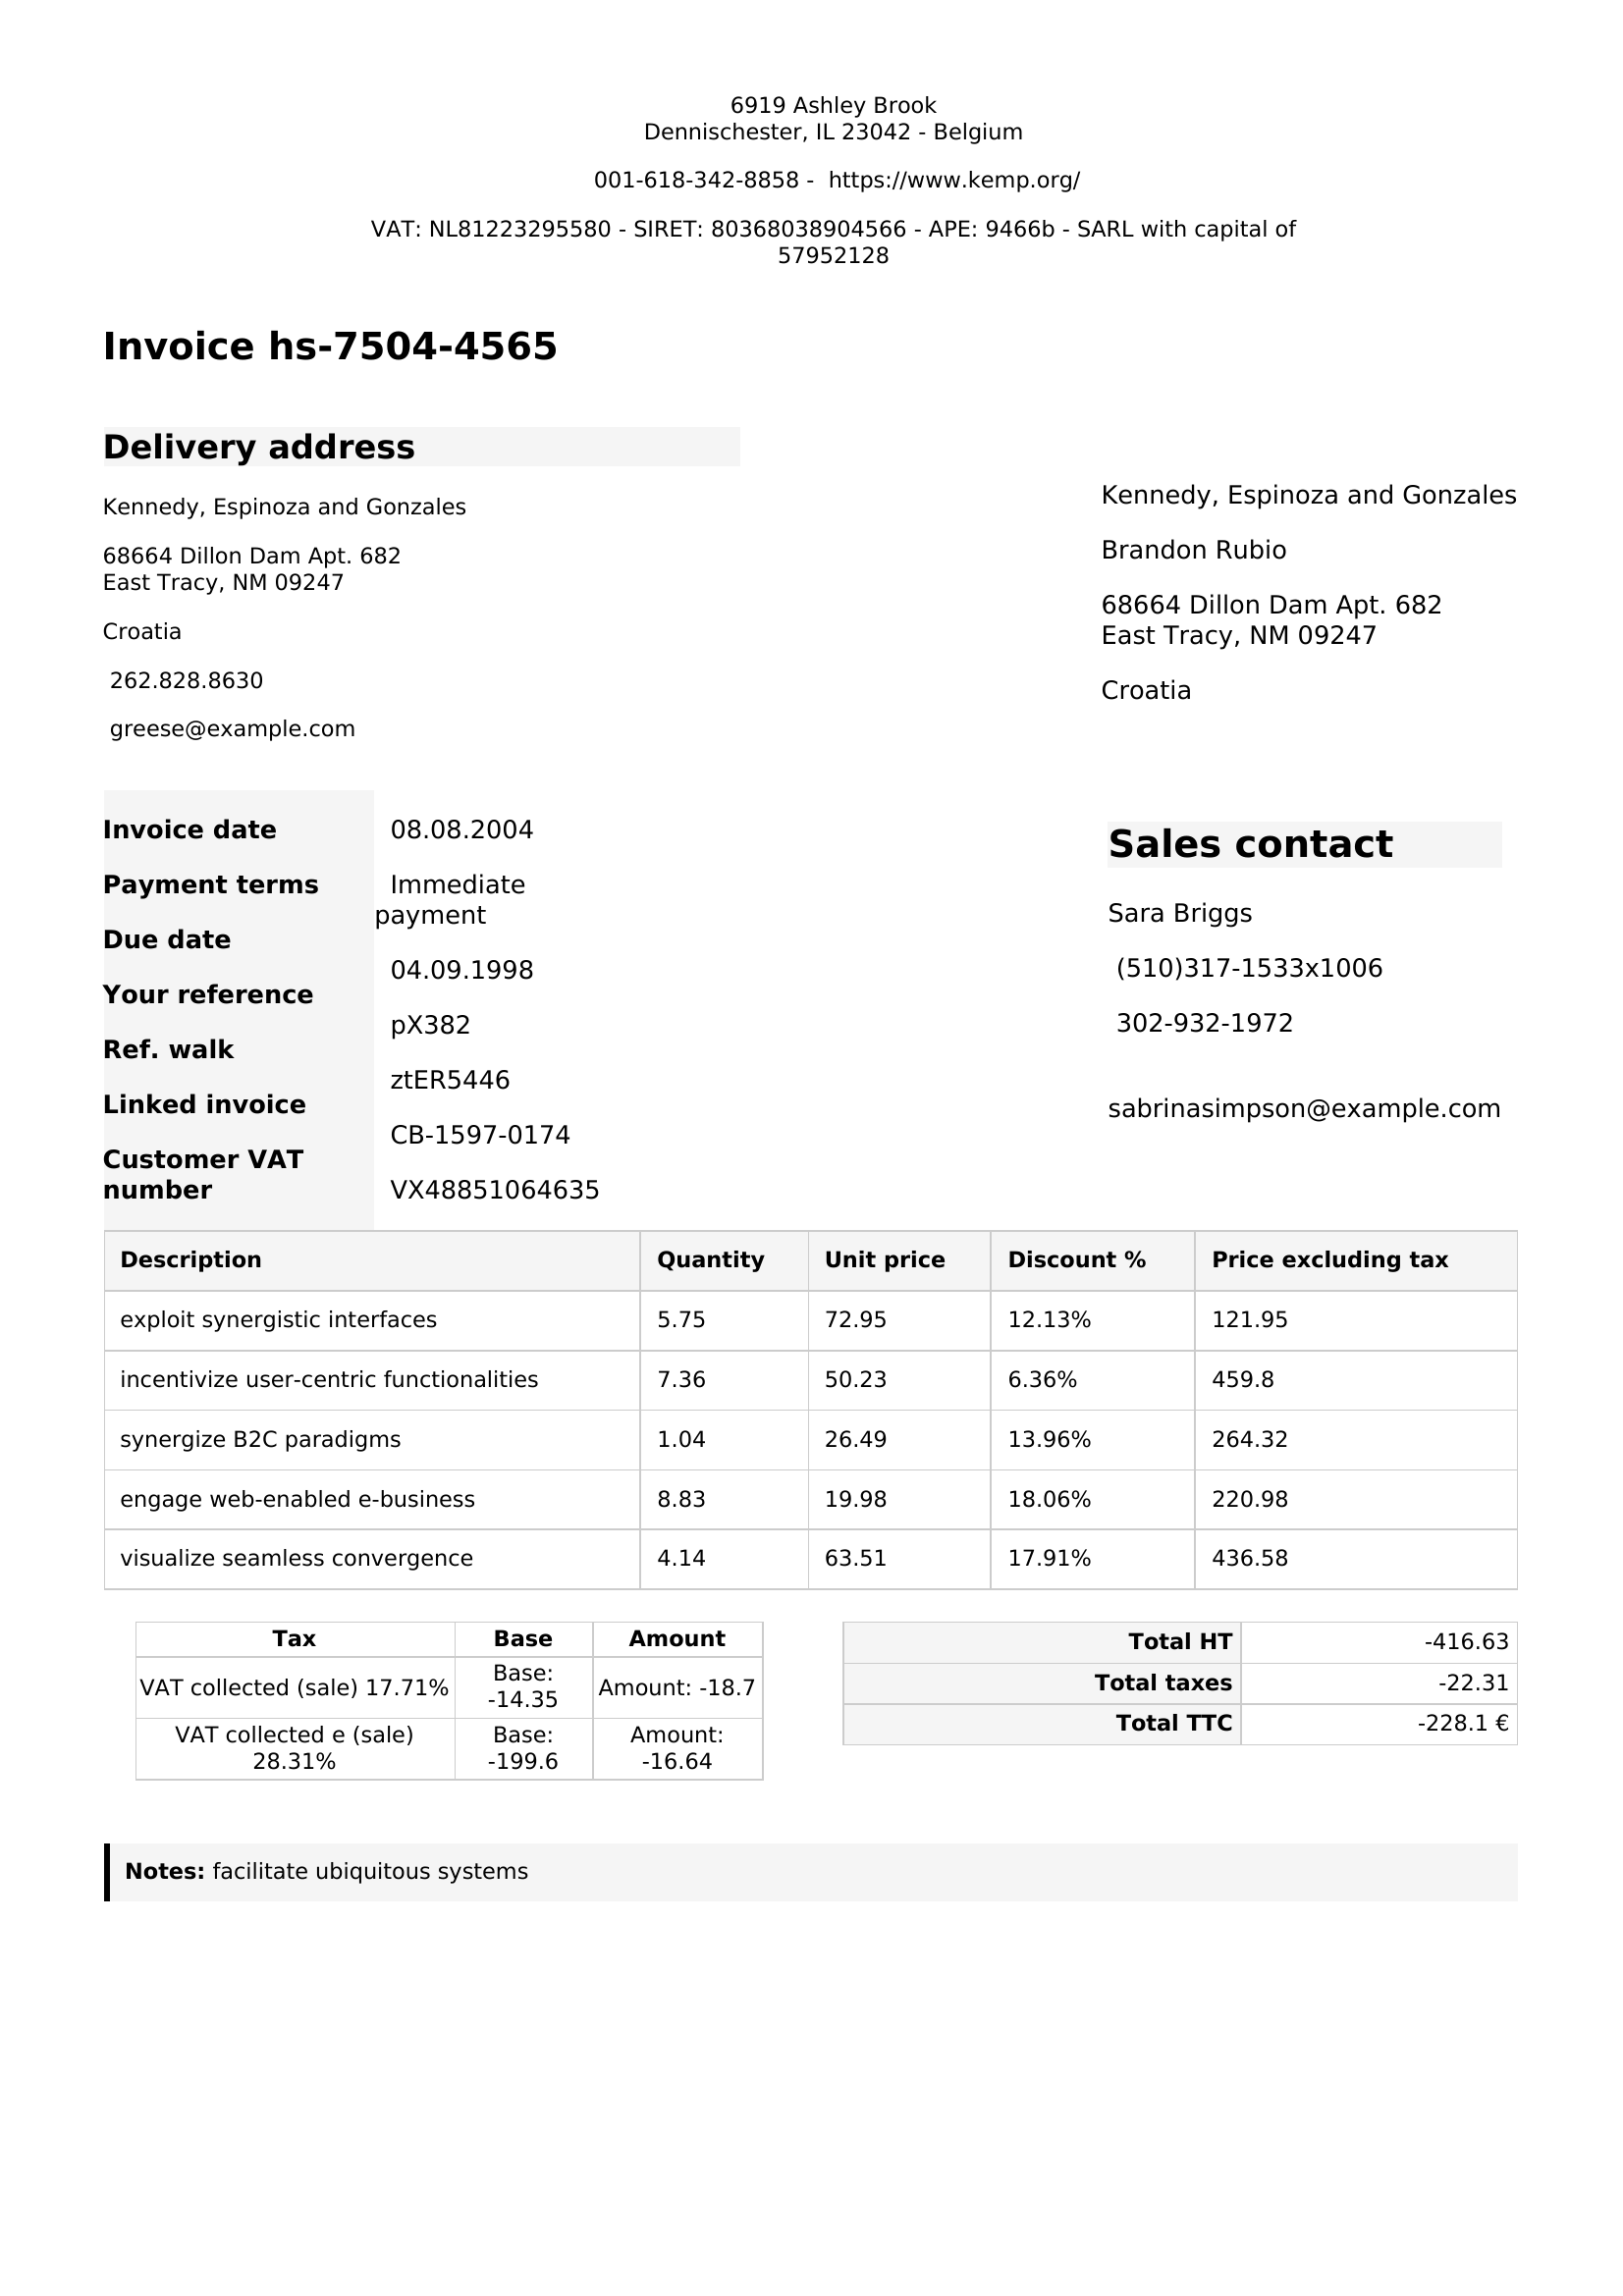 6919 Ashley Brook
Dennischester, IL 23042 - Belgium
001-618-342-8858 - https://www.kemp.org/
VAT: NL81223295580 - SIRET: 80368038904566 - APE: 9466b - SARL with capital of
57952128
Invoice hs-7504-4565
Delivery address
Kennedy, Espinoza and Gonzales
68664 Dillon Dam Apt. 682
East Tracy, NM 09247
Croatia
262.828.8630
greese@example.com
Kennedy, Espinoza and Gonzales
Brandon Rubio
68664 Dillon Dam Apt. 682
East Tracy, NM 09247
Croatia
Invoice date
Payment terms
Due date
Your reference
Ref. walk
Linked invoice
Customer VAT
number
08.08.2004
Immediate
payment
04.09.1998
pX382
ztER5446
CB-1597-0174
VX48851064635
Sales contact
Sara Briggs
(510)317-1533x1006
302-932-1972
sabrinasimpson@example.com
Description Quantity Unit price Discount % Price excluding tax
exploit synergistic interfaces 5.75 72.95 12.13% 121.95
incentivize user-centric functionalities 7.36 50.23 6.36% 459.8
synergize B2C paradigms 1.04 26.49 13.96% 264.32
engage web-enabled e-business 8.83 19.98 18.06% 220.98
visualize seamless convergence 4.14 63.51 17.91% 436.58
Tax Base Amount
VAT collected (sale) 17.71% Base: -14.35 Amount: -18.7
VAT collected e (sale) 28.31% Base: -199.6 Amount: -16.64
Total HT -416.63
Total taxes -22.31
Total TTC -228.1 €
Notes: facilitate ubiquitous systems